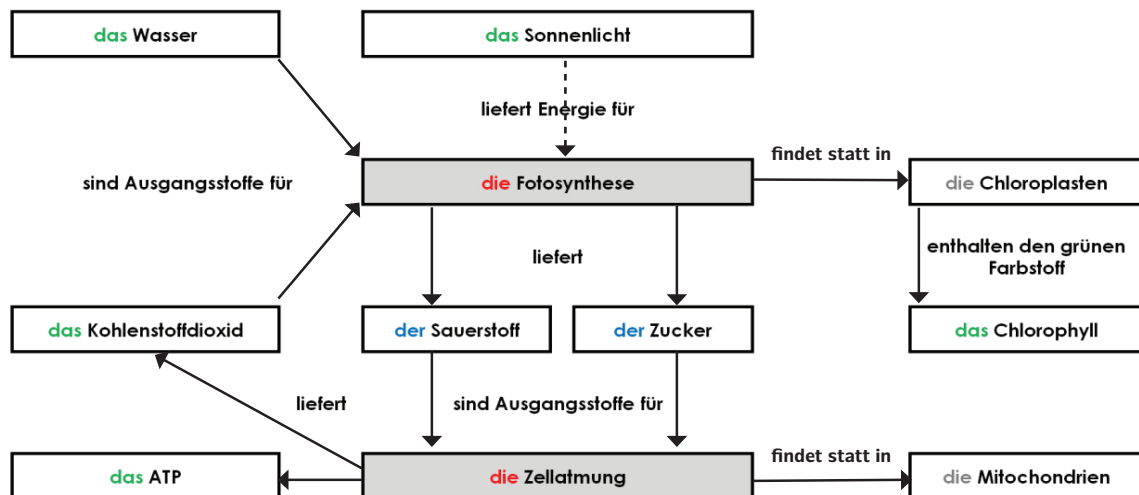 das Wasser
das Sonnenlicht
liefert Energie für
findet statt in
sind Ausgangsstoffe für
die Fotosynthese
die Chloroplasten
liefert
enthalten den grünen
Farbstoff
das Kohlenstoffdioxid
der Sauerstoff
der Zucker
das Chlorophyll
liefert
sind Ausgangsstoffe für
findet statt in
das ATP
die Zellatmung
die Mitochondrien